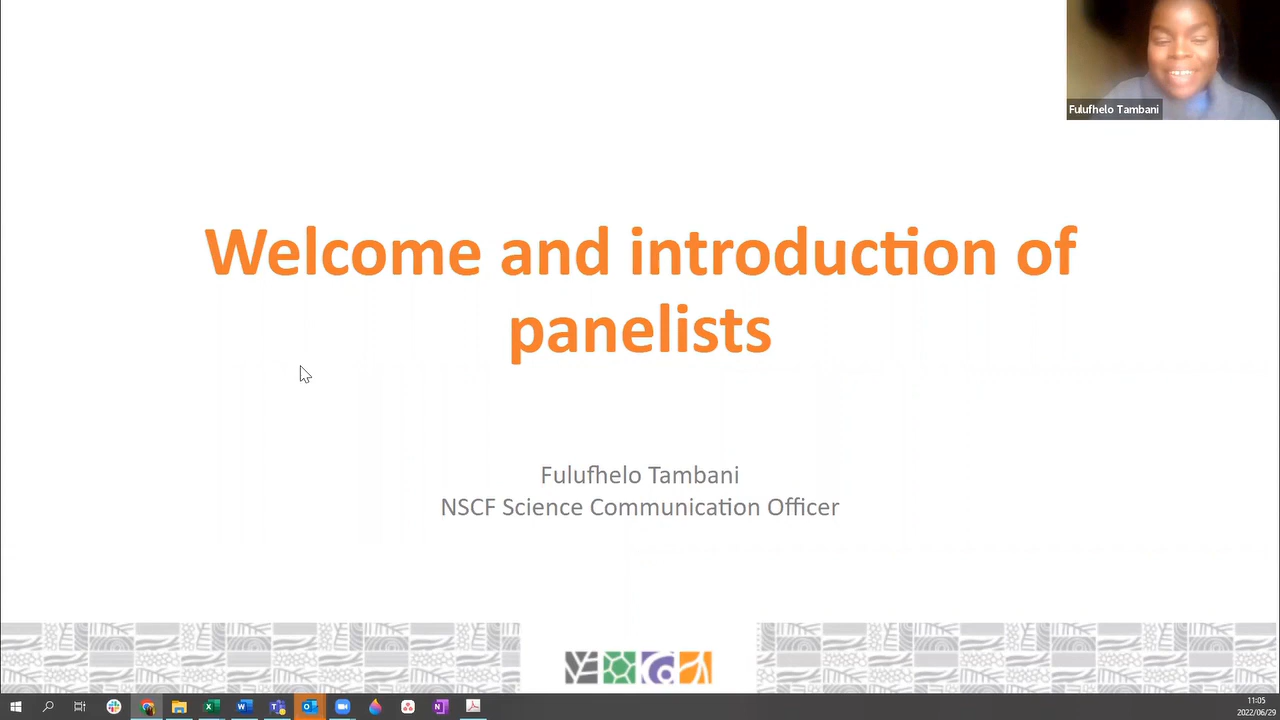 Fulufhelo Tambani
Welcome and introduction of
panelists
Fulufhelo Tambani
NSCF Science Communication Officer
11:05
2022/06/29